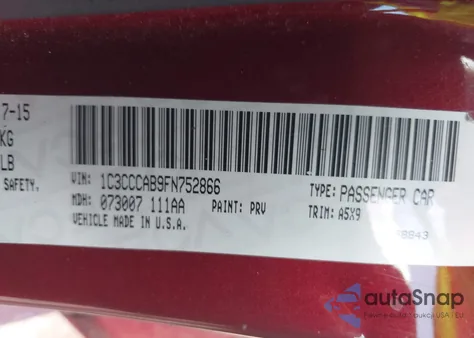 7-15
KG
LB
SAFETY.
VIN: 1C3CCCAB9FN752866
TYPE: PASSENGER CAR
MDH: 073007 111AA
PAINT: PRV
TRIM: A5X9
VEHICLE MADE IN U.S.A.
autoSnap